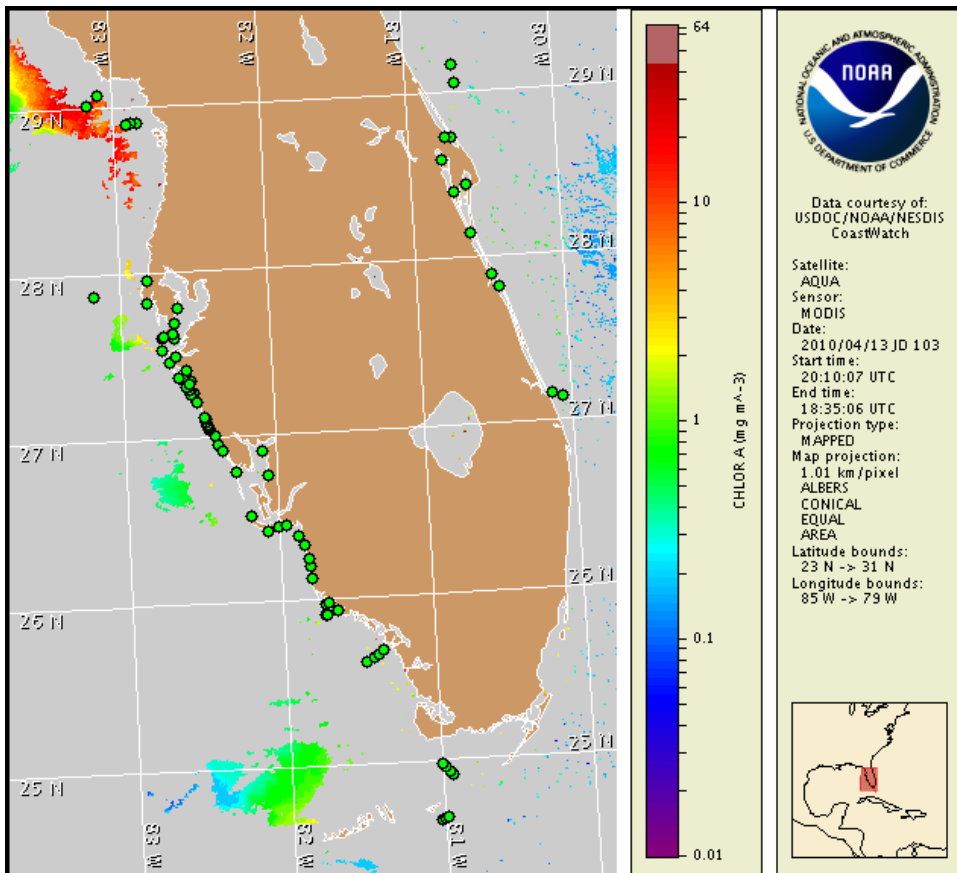 83 W
82 W
81 W
80 W
29 N
29 N
28 N
28 N
27 N
27 N
26 N
26 N
25 N
25 N
83 W
82 W
81 W
64
10
1
0.1
0.01
CHLOR A (mg m^-3)
NATIONAL OCEANIC AND ATMOSPHERIC ADMINISTRATION
NOAA
U.S. DEPARTMENT OF COMMERCE
Data courtesy of:
USDOC/NOAA/NESDIS
CoastWatch
Satellite:
AQUA
Sensor:
MODIS
Date:
2010/04/13 JD 103
Start time:
20:10:07 UTC
End time:
18:35:06 UTC
Projection type:
MAPPED
Map projection:
1.01 km/pixel
ALBERS
CONICAL
EQUAL
AREA
Latitude bounds:
23 N -> 31 N
Longitude bounds:
85 W -> 79 W